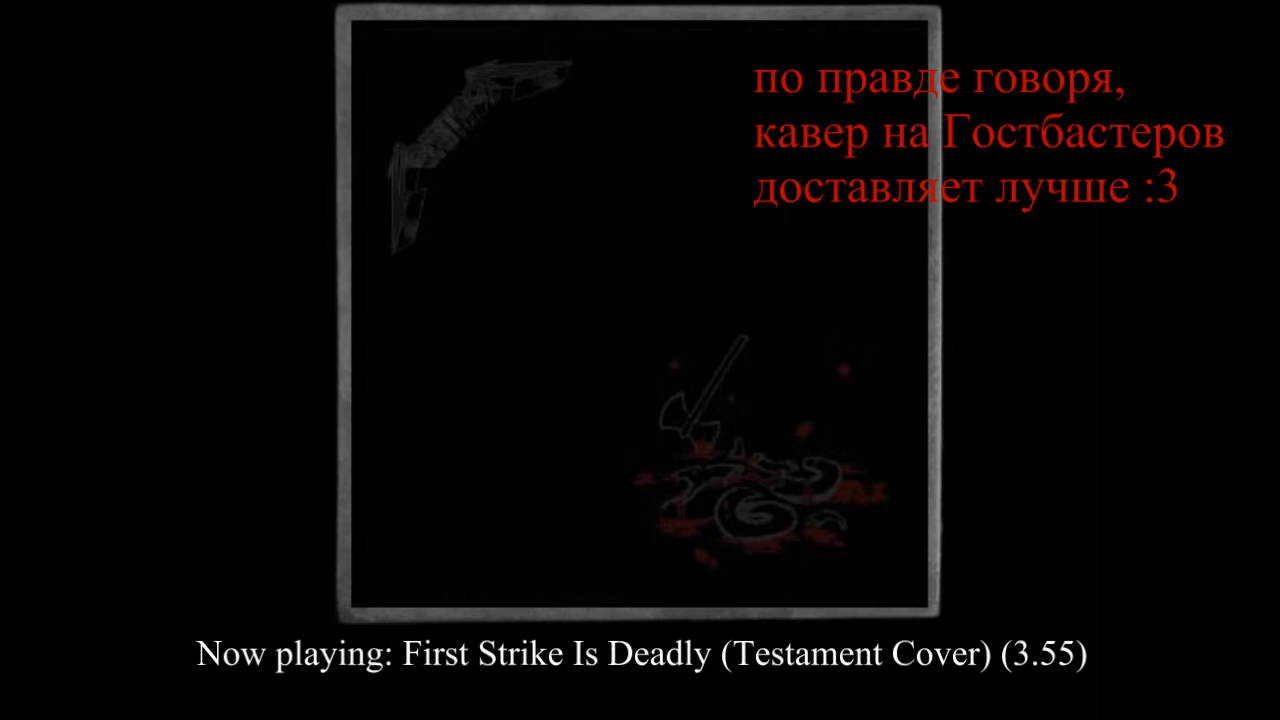 по правде говоря,
кавер на Гостбастеров
доставляет лучше :3
Now playing: First Strike Is Deadly (Testament Cover) (3.55)